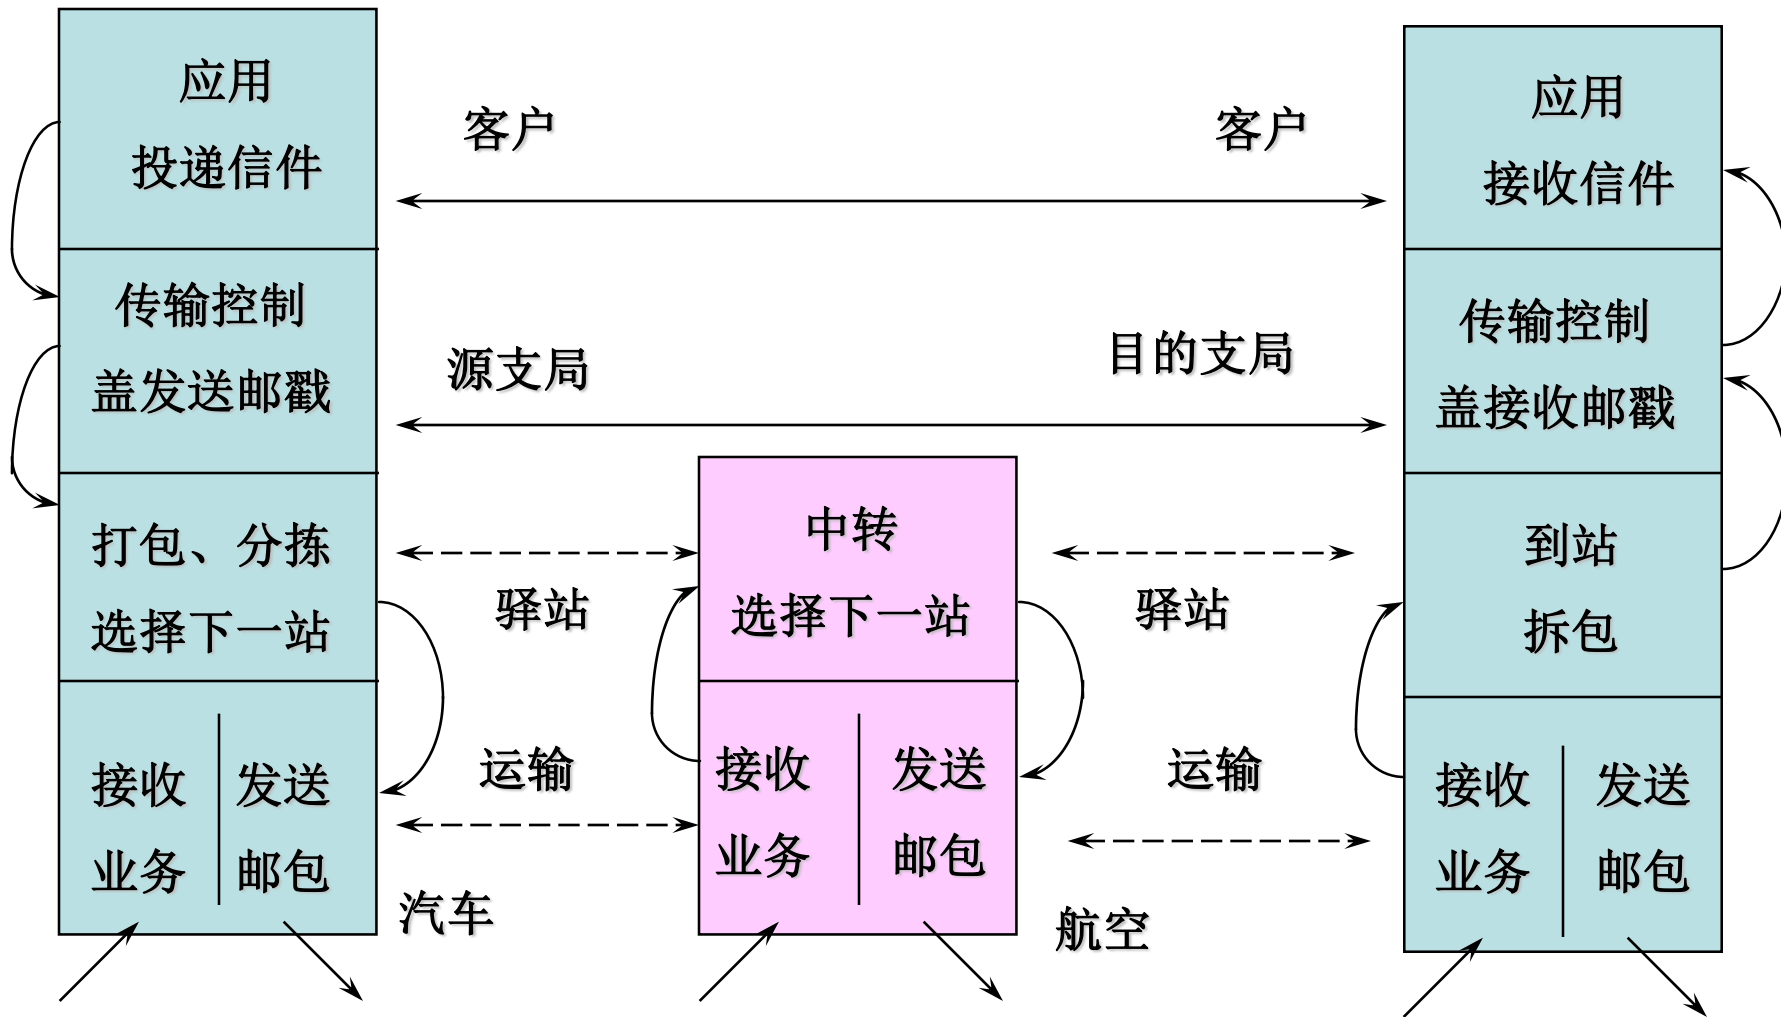 应用
投递信件
传输控制
盖发送邮戳
打包、分拣
选择下一站
接收 发送
业务 邮包
客户 客户
源支局 目的支局
驿站 驿站
运输 运输
汽车 航空
中转
选择下一站
接收 发送
业务 邮包
应用
接收信件
传输控制
盖接收邮戳
到站
拆包
接收 发送
业务 邮包